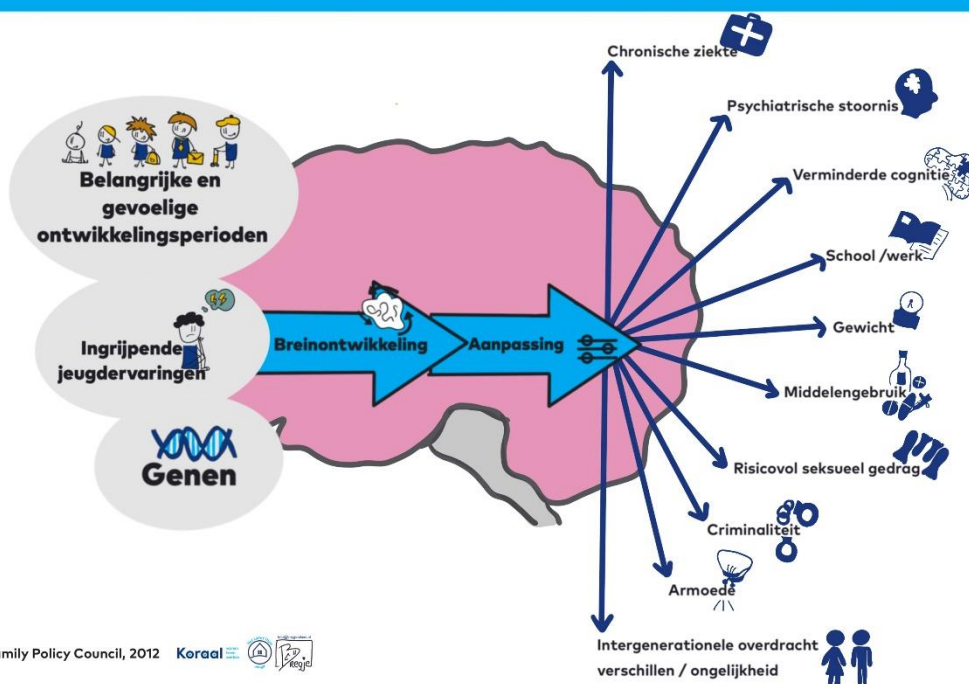 Belangrijke en
gevoelige
ontwikkelingsperioden
Ingrijpende
jeugdervaringen
Genen
Breinontwikkeling
Aanpassing
Chronische ziekte
Psychiatrische stoornis
Verminderde cognitie
School /werk
Gewicht
Middelengebruik
Risicovol seksueel gedrag
Criminaliteit
Armoede
Intergenerationele overdracht
verschillen / ongelijkheid
mily Policy Council, 2012
Koraal